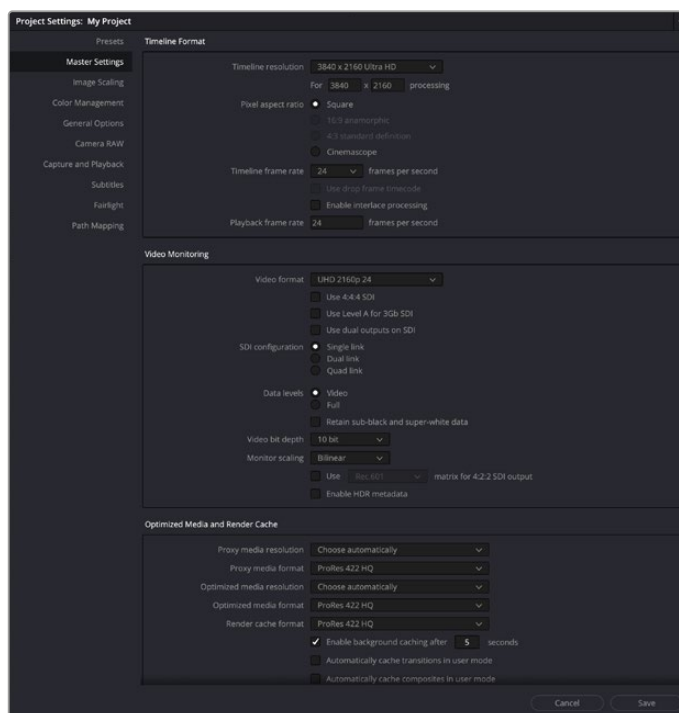 Project Settings: My Project
Presets
Master Settings
Image Scaling
Color Management
General Options
Camera RAW
Capture and Playback
Subtitles
Fairlight
Path Mapping
Timeline Format
Timeline resolution 3840 x 2160 Ultra HD
For 3840 x 2160 processing
Pixel aspect ratio Square
16:9 anamorphic
4:3 standard definition
Cinemascope
Timeline frame rate 24 frames per second
Use drop frame timecode
Enable interlace processing
Playback frame rate 24 frames per second
Video Monitoring
Video format UHD 2160p 24
Use 4:4:4 SDI
Use Level A for 3Gb SDI
Use dual outputs on SDI
SDI configuration Single link
Dual link
Quad link
Data levels Video
Full
Retain sub-black and super-white data
Video bit depth 10 bit
Monitor scaling Bilinear
Use Rec.601 matrix for 4:2:2 SDI output
Enable HDR metadata
Optimized Media and Render Cache
Proxy media resolution Choose automatically
Proxy media format ProRes 422 HQ
Optimized media resolution Choose automatically
Optimized media format ProRes 422 HQ
Render cache format ProRes 422 HQ
Enable background caching after 5 seconds
Automatically cache transitions in user mode
Automatically cache composites in user mode
Cancel Save